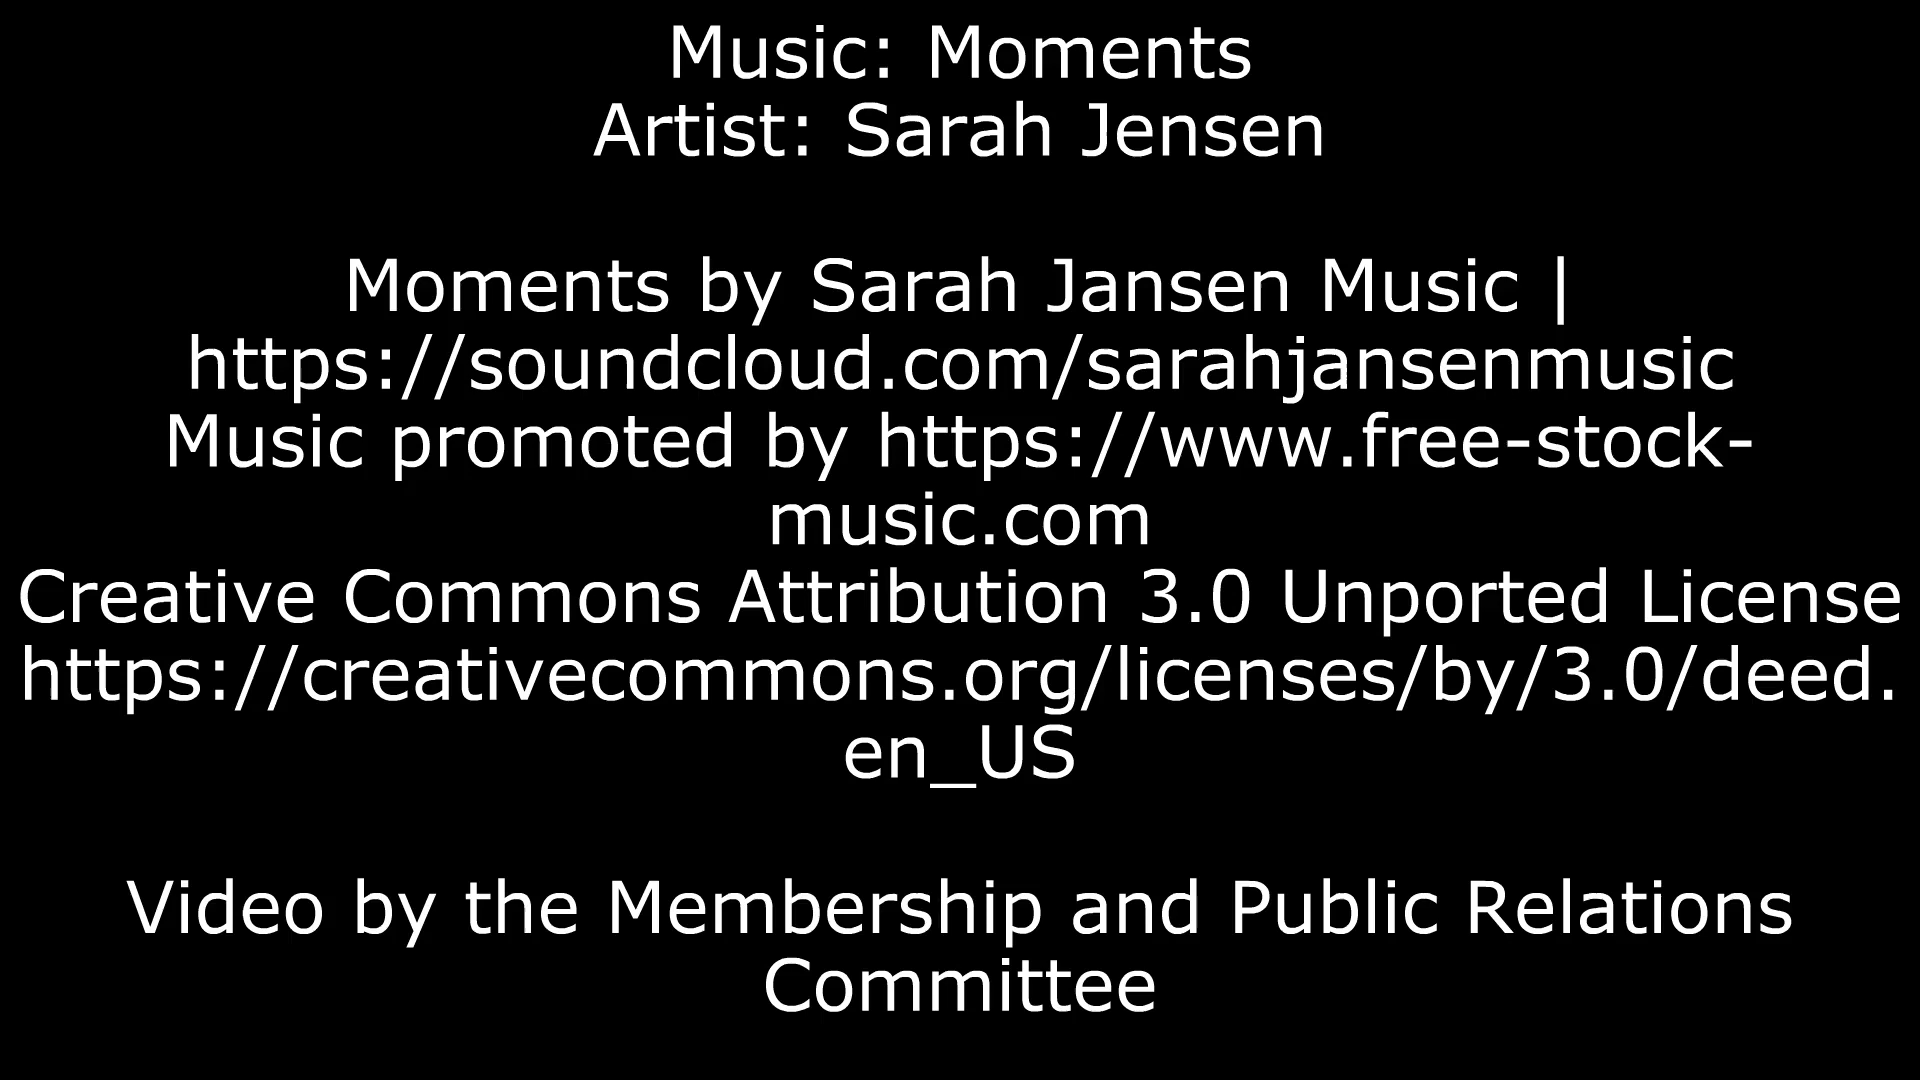 Music: Moments
Artist: Sarah Jensen
Moments by Sarah Jansen Music |
https://soundcloud.com/sarahjansenmusic
Music promoted by https://www.free-stock-
music.com
Creative Commons Attribution 3.0 Unported License
https://creativecommons.org/licenses/by/3.0/deed.
en_US
Video by the Membership and Public Relations
Committee